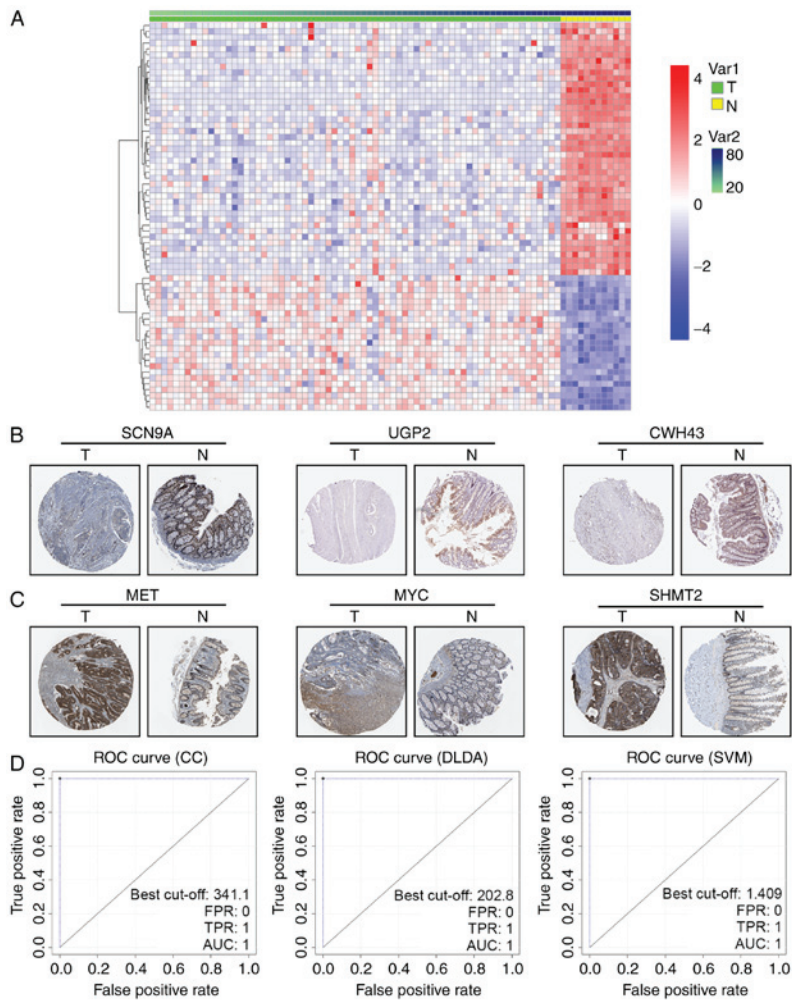 A
4
2
0
−2
−4
Var1
T
N
Var2
80
20
B
SCN9A
T
N
UGP2
T
N
CWH43
T
N
C
MET
T
N
MYC
T
N
SHMT2
T
N
D
ROC curve (CC)
True positive rate
1.0
0.8
0.6
0.4
0.2
0.0
Best cut-off: 341.1
FPR: 0
TPR: 1
AUC: 1
0.0 0.2 0.4 0.6 0.8 1.0
False positive rate
ROC curve (DLDA)
True positive rate
1.0
0.8
0.6
0.4
0.2
0.0
Best cut-off: 202.8
FPR: 0
TPR: 1
AUC: 1
0.0 0.2 0.4 0.6 0.8 1.0
False positive rate
ROC curve (SVM)
True positive rate
1.0
0.8
0.6
0.4
0.2
0.0
Best cut-off: 1.409
FPR: 0
TPR: 1
AUC: 1
0.0 0.2 0.4 0.6 0.8 1.0
False positive rate